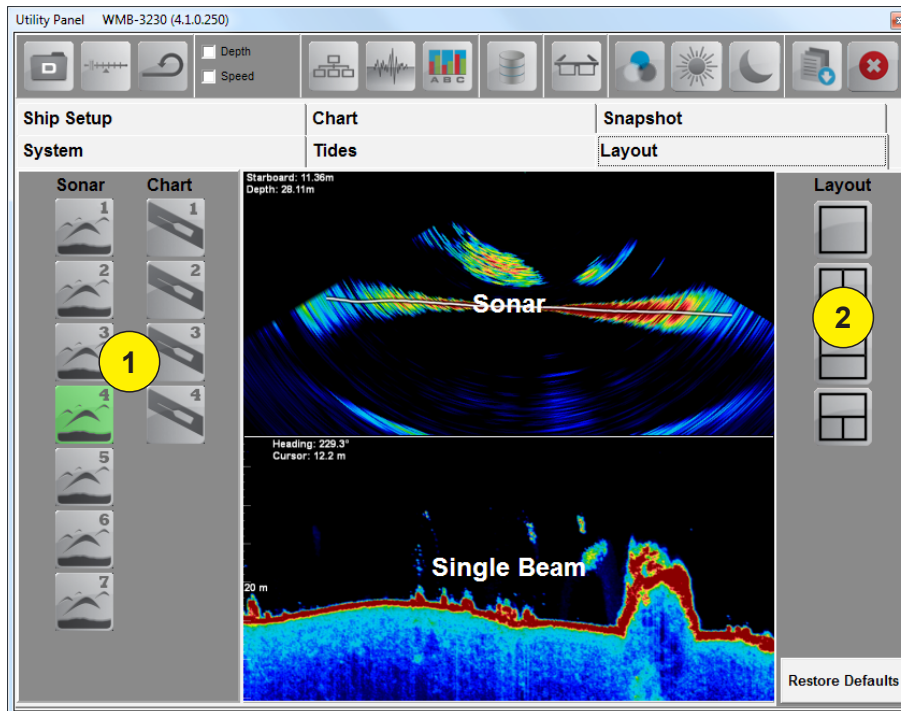 Utility Panel WMB-3230 (4.1.0.250)
Depth
Speed
A B C
Ship Setup
Chart
Snapshot
System
Tides
Layout
Sonar
Chart
Layout
1
2
3
4
5
6
7
1
2
3
4
1
2
Starboard: 11.36m
Depth: 28.11m
Sonar
Heading: 229.3°
Cursor: 12.2 m
Single Beam
20 m
Restore Defaults